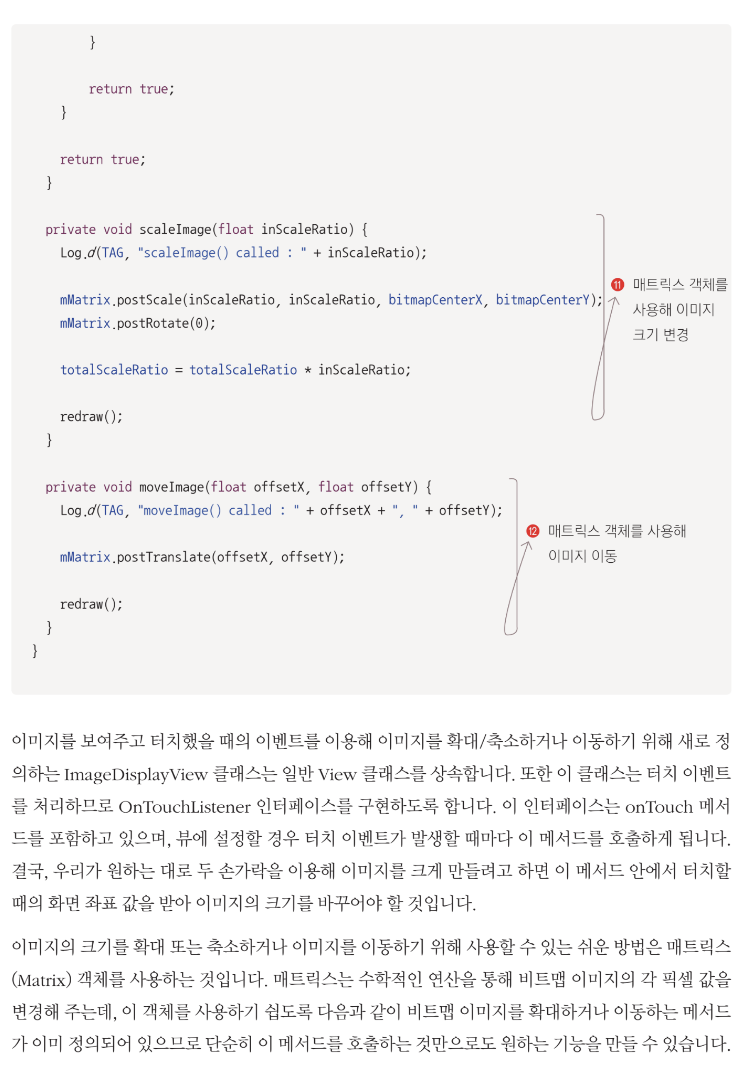 }
return true;
}
return true;
}
private void scaleImage(float inScaleRatio) {
Log.d(TAG, "scaleImage() called : " + inScaleRatio);
mMatrix.postScale(inScaleRatio, inScaleRatio, bitmapCenterX, bitmapCenterY);
mMatrix.postRotate(0);
totalScaleRatio = totalScaleRatio * inScaleRatio;
redraw();
}
⓫ 매트릭스 객체를
사용해 이미지
크기 변경
private void moveImage(float offsetX, float offsetY) {
Log.d(TAG, "moveImage() called : " + offsetX + ", " + offsetY);
mMatrix.postTranslate(offsetX, offsetY);
redraw();
}
}
⓬ 매트릭스 객체를 사용해
이미지 이동
이미지를 보여주고 터치했을 때의 이벤트를 이용해 이미지를 확대/축소하거나 이동하기 위해 새로 정
의하는 ImageDisplayView 클래스는 일반 View 클래스를 상속합니다. 또한 이 클래스는 터치 이벤트
를 처리하므로 OnTouchListener 인터페이스를 구현하도록 합니다. 이 인터페이스는 onTouch 메서
드를 포함하고 있으며, 뷰에 설정할 경우 터치 이벤트가 발생할 때마다 이 메서드를 호출하게 됩니다.
결국, 우리가 원하는 대로 두 손가락을 이용해 이미지를 크게 만들려고 하면 이 메서드 안에서 터치할
때의 화면 좌표 값을 받아 이미지의 크기를 바꾸어야 할 것입니다.
이미지의 크기를 확대 또는 축소하거나 이미지를 이동하기 위해 사용할 수 있는 쉬운 방법은 매트릭스
(Matrix) 객체를 사용하는 것입니다. 매트릭스는 수학적인 연산을 통해 비트맵 이미지의 각 픽셀 값을
변경해 주는데, 이 객체를 사용하기 쉽도록 다음과 같이 비트맵 이미지를 확대하거나 이동하는 메서드
가 이미 정의되어 있으므로 단순히 이 메서드를 호출하는 것만으로도 원하는 기능을 만들 수 있습니다.